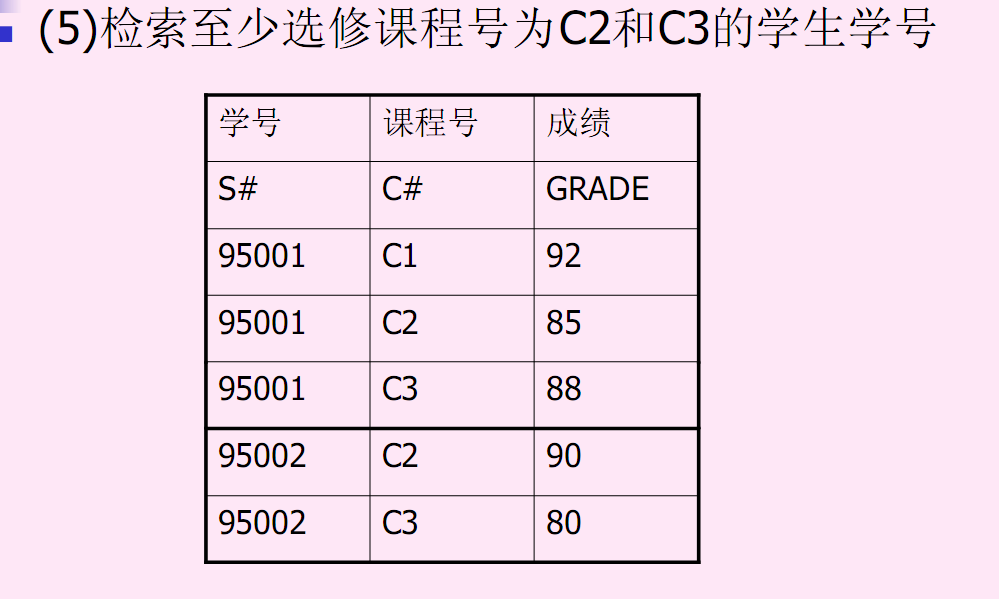 (5)检索至少选修课程号为C2和C3的学生学号
学号 课程号 成绩
S# C# GRADE
95001 C1 92
95001 C2 85
95001 C3 88
95002 C2 90
95002 C3 80